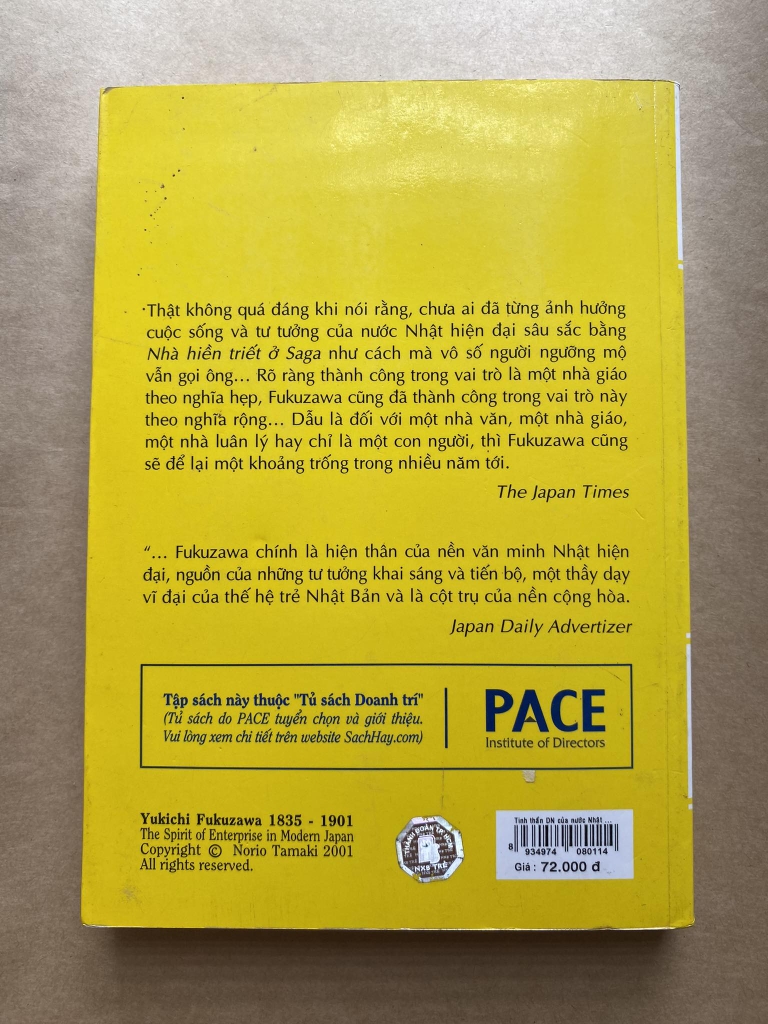 Thật không quá đáng khi nói rằng, chưa ai đã từng ảnh hưởng
cuộc sống và tư tưởng của nước Nhật hiện đại sâu sắc bằng
Nhà hiền triết ở Saga như cách mà vô số người ngưỡng mộ
vẫn gọi ông... Rõ ràng thành công trong vai trò là một nhà giáo
theo nghĩa hẹp, Fukuzawa cũng đã thành công trong vai trò này
theo nghĩa rộng... Dẫu là đối với một nhà văn, một nhà giáo,
một nhà luân lý hay chỉ là một con người, thì Fukuzawa cũng
sẽ để lại một khoảng trống trong nhiều năm tới.
The Japan Times
“... Fukuzawa chính là hiện thân của nền văn minh Nhật hiện
đại, nguồn của những tư tưởng khai sáng và tiến bộ, một thầy dạy
vĩ đại của thế hệ trẻ Nhật Bản và là cột trụ của nền cộng hòa.
Japan Daily Advertizer
Tập sách này thuộc "Tủ sách Doanh trí"
(Tủ sách do PACE tuyển chọn và giới thiệu.
Vui lòng xem chi tiết trên website SachHay.com)
PACE
Institute of Directors
Yukichi Fukuzawa 1835 - 1901
The Spirit of Enterprise in Modern Japan
Copyright © Norio Tamaki 2001
All rights reserved.
THÀNH ĐOÀN TP. HCM
NXB TRẺ
Tinh thần DN của nước Nhật ...
8 934974 080114
Giá : 72.000 đ